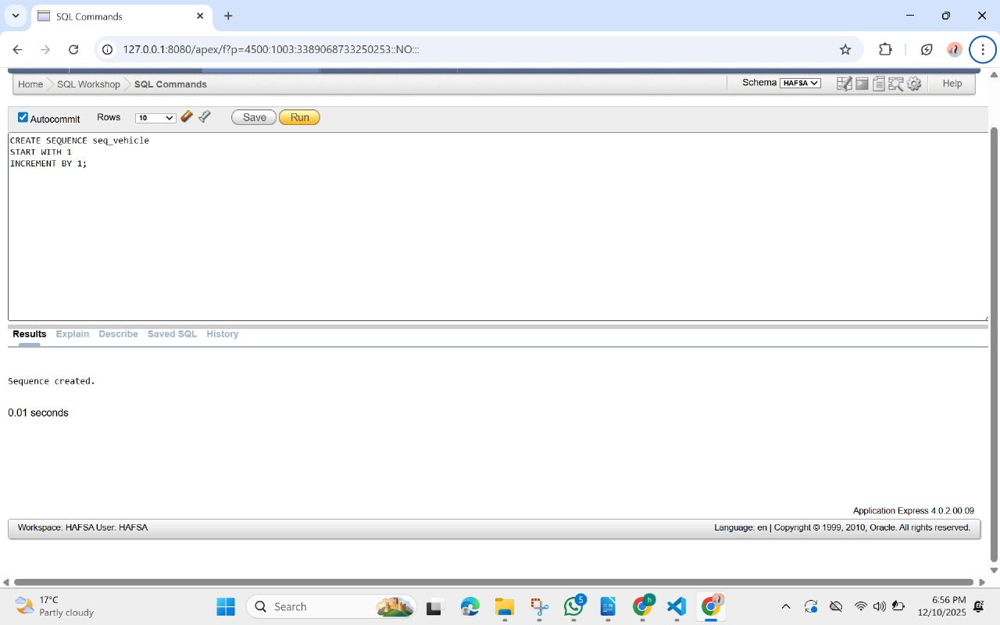 SQL Commands
127.0.0.1:8080/apex/f?p=4500:1003:3389068733250253::NO:::
Home SQL Workshop SQL Commands Schema HAFSA Help
Autocommit Rows 10 Save Run
CREATE SEQUENCE seq_vehicle
START WITH 1
INCREMENT BY 1;
Results Explain Describe Saved SQL History
Sequence created.
0.01 seconds
Application Express 4.0.2.00.09
Workspace: HAFSA User: HAFSA Language: en | Copyright © 1999, 2010, Oracle. All rights reserved.
17°C
Partly cloudy
Search
5
h
6:56 PM
12/10/2025